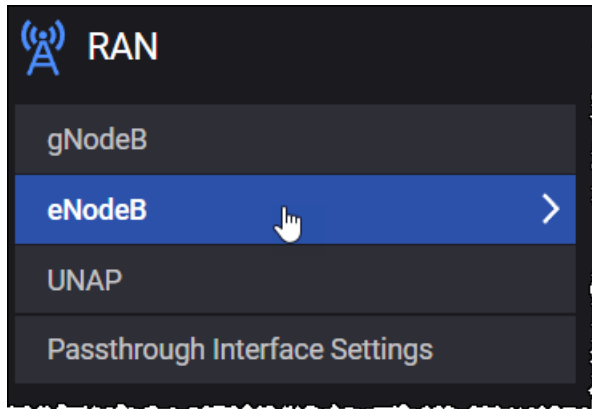 RAN
gNodeB
eNodeB
UNAP
Passthrough Interface Settings